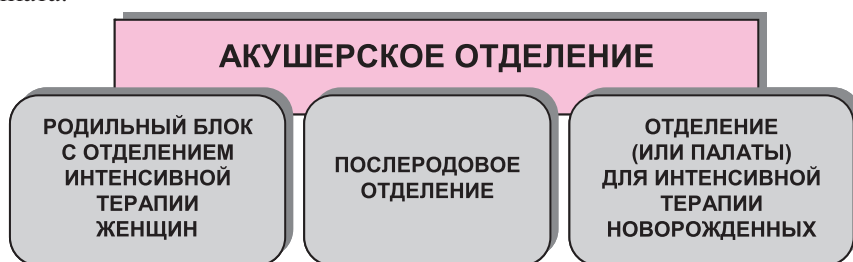 АКУШЕРСКОЕ ОТДЕЛЕНИЕ
РОДИЛЬНЫЙ БЛОК
С ОТДЕЛЕНИЕМ
ИНТЕНСИВНОЙ
ТЕРАПИИ
ЖЕНЩИН
ПОСЛЕРОДОВОЕ
ОТДЕЛЕНИЕ
ОТДЕЛЕНИЕ
(ИЛИ ПАЛАТЫ)
ДЛЯ ИНТЕНСИВНОЙ
ТЕРАПИИ
НОВОРОЖДЕННЫХ